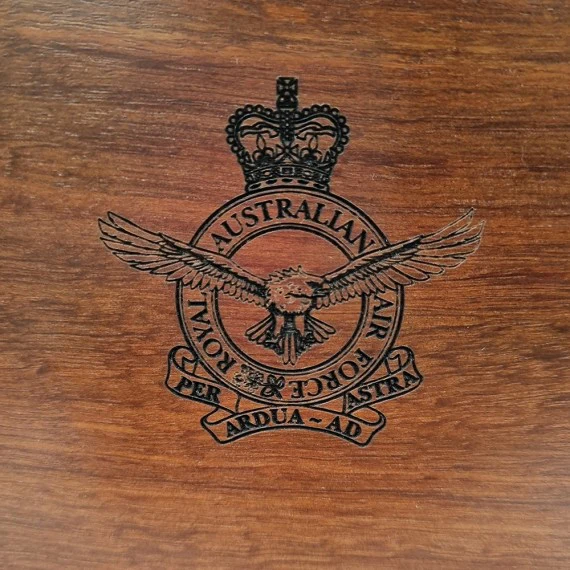 ROYAL AUSTRALIAN AIR FORCE
PER ARDUA ~ AD ASTRA